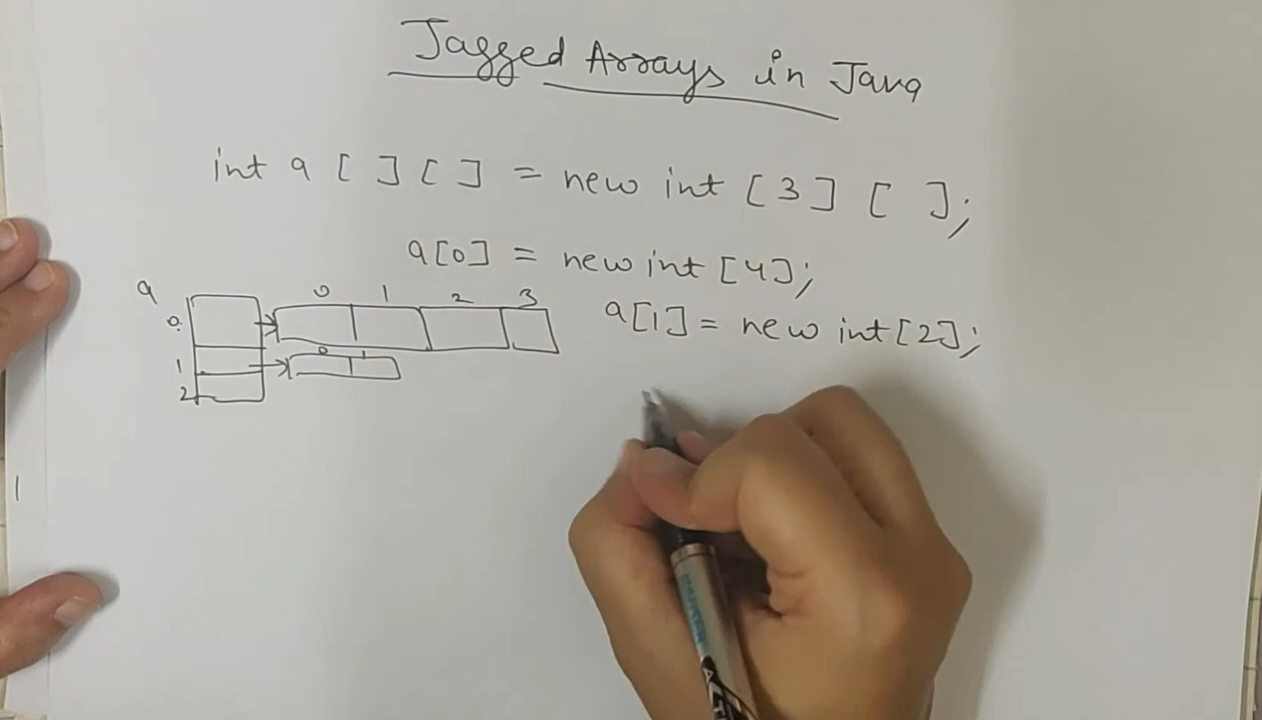 Jagged Arrays in Java
int a [ ] [ ] = new int [ 3 ] [ ];
a[0] = new int [4];
a[1] = new int [2];
a
0 1 2 3
0
0 1
1
2